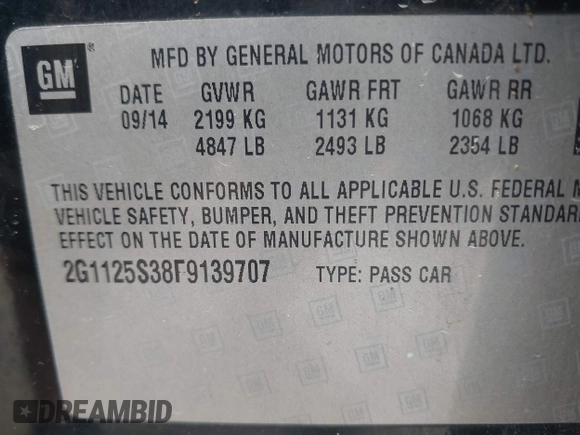 GM ® MFD BY GENERAL MOTORS OF CANADA LTD.
DATE GVWR GAWR FRT GAWR RR
09/14 2199 KG 1131 KG 1068 KG
4847 LB 2493 LB 2354 LB
THIS VEHICLE CONFORMS TO ALL APPLICABLE U.S. FEDERAL
VEHICLE SAFETY, BUMPER, AND THEFT PREVENTION STANDAR
EFFECT ON THE DATE OF MANUFACTURE SHOWN ABOVE.
2G1125S38F9139707 TYPE: PASS CAR
GM
DREAMBID